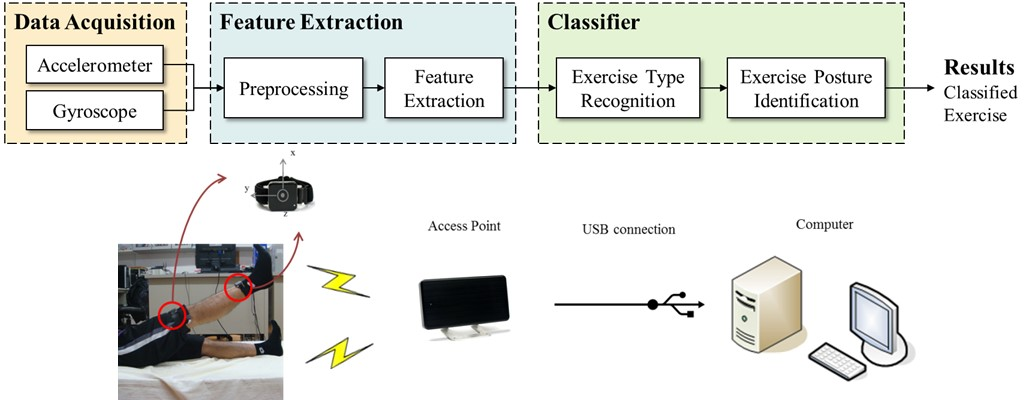 Data Acquisition
Accelerometer
Gyroscope
Feature Extraction
Preprocessing
Feature
Extraction
Classifier
Exercise Type
Recognition
Exercise Posture
Identification
Results
Classified
Exercise
x
y
z
Access Point
USB connection
Computer